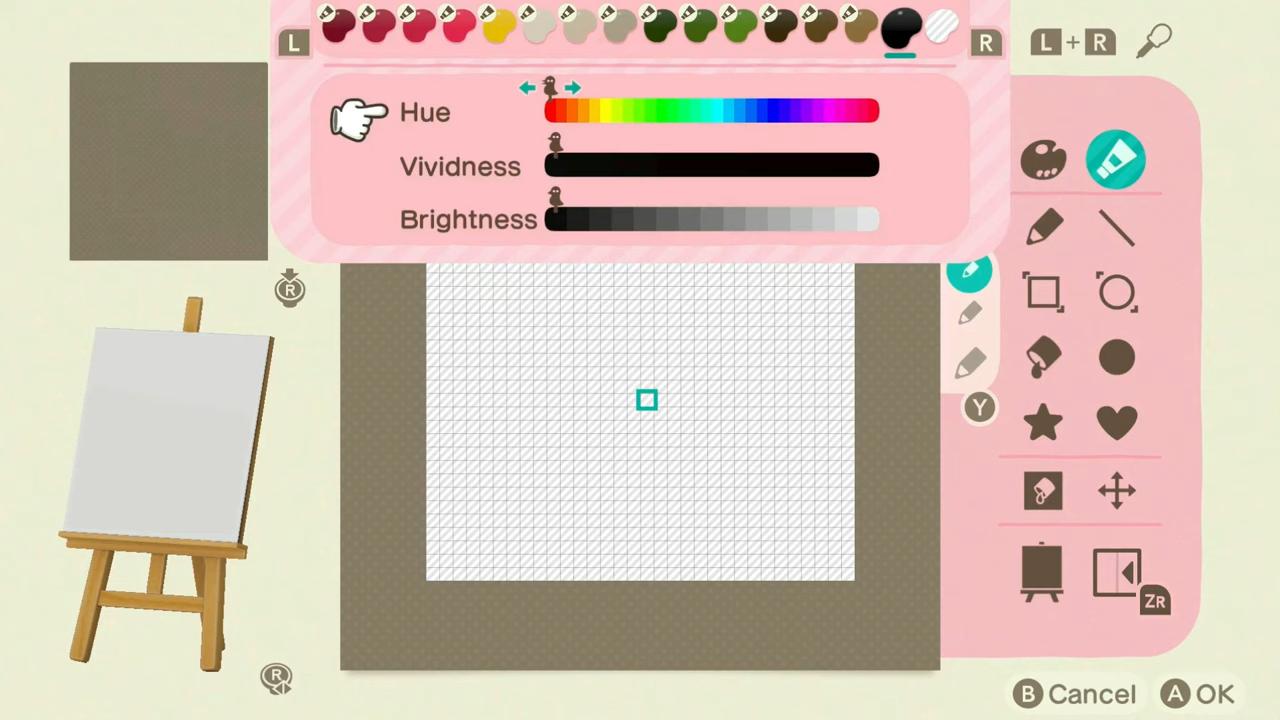 L
R
L + R
Hue
Vividness
Brightness
R
Y
ZR
R
B Cancel A OK